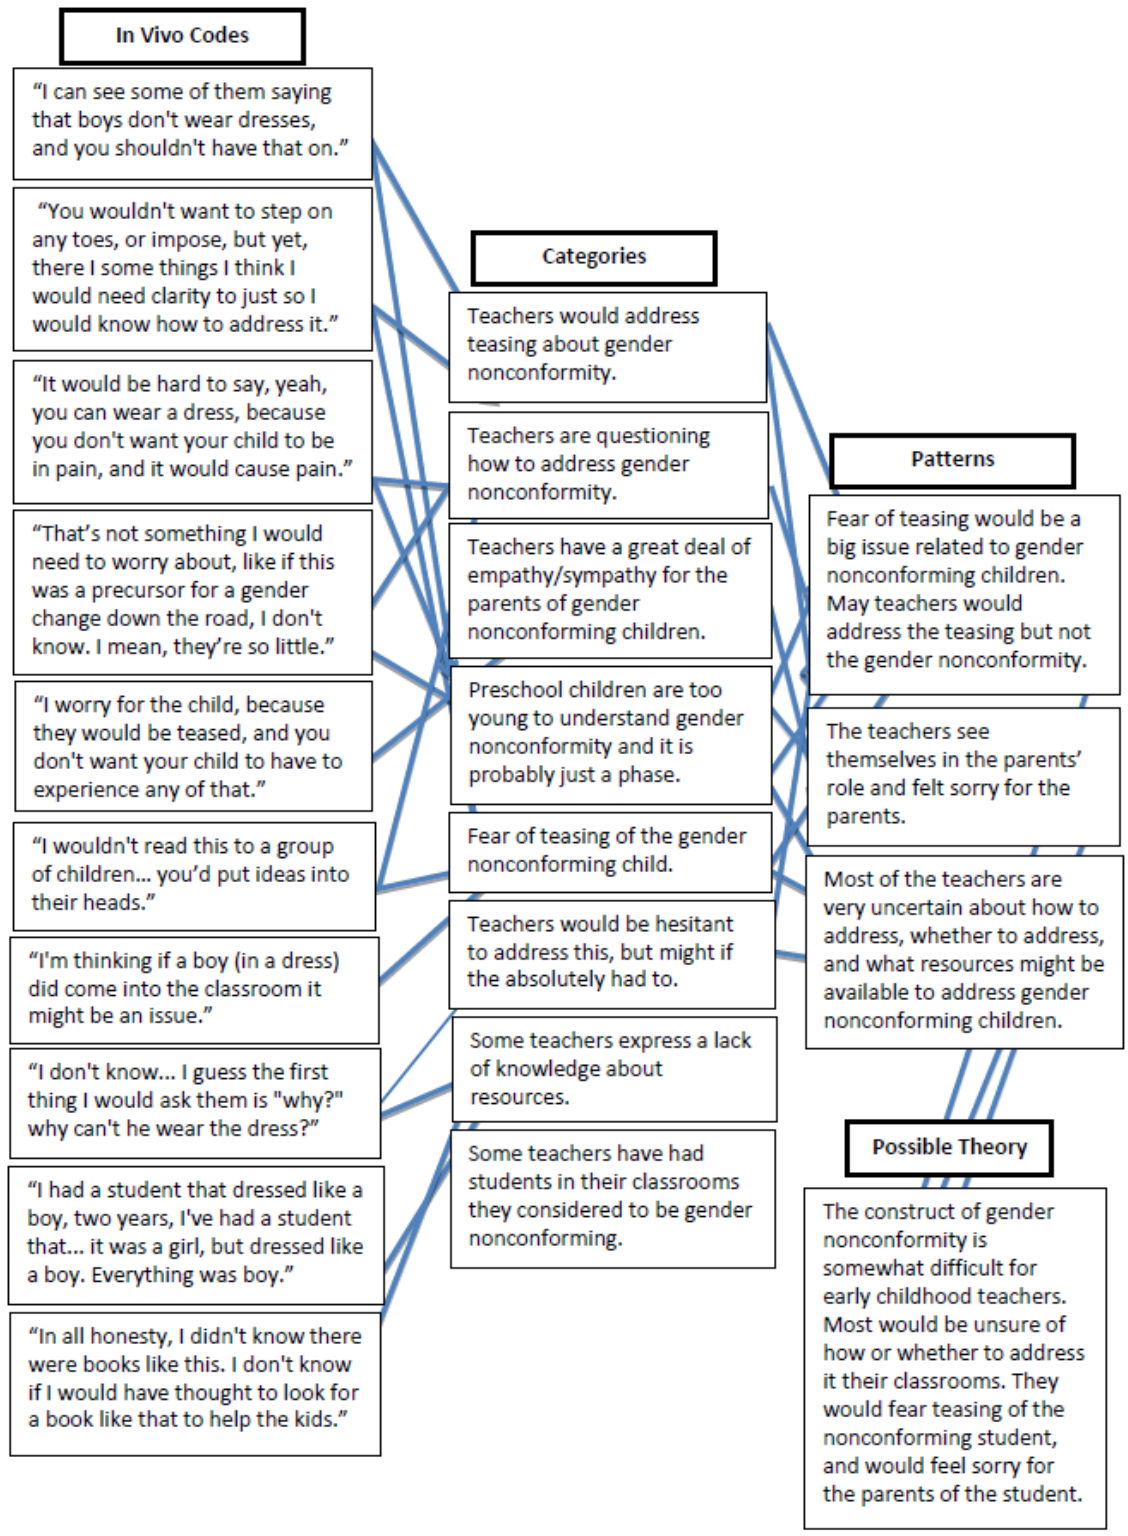 In Vivo Codes
“I can see some of them saying
that boys don't wear dresses,
and you shouldn't have that on.”
“You wouldn't want to step on
any toes, or impose, but yet,
there I some things I think I
would need clarity to just so I
would know how to address it.”
“It would be hard to say, yeah,
you can wear a dress, because
you don't want your child to be
in pain, and it would cause pain.”
“That’s not something I would
need to worry about, like if this
was a precursor for a gender
change down the road, I don't
know. I mean, they’re so little.”
“I worry for the child, because
they would be teased, and you
don't want your child to have to
experience any of that.”
“I wouldn't read this to a group
of children... you’d put ideas into
their heads.”
“I'm thinking if a boy (in a dress)
did come into the classroom it
might be an issue.”
“I don't know... I guess the first
thing I would ask them is "why?"
why can't he wear the dress?”
“I had a student that dressed like a
boy, two years, I've had a student
that... it was a girl, but dressed like
a boy. Everything was boy.”
“In all honesty, I didn't know there
were books like this. I don't know
if I would have thought to look for
a book like that to help the kids.”
Categories
Teachers would address
teasing about gender
nonconformity.
Teachers are questioning
how to address gender
nonconformity.
Teachers have a great deal of
empathy/sympathy for the
parents of gender
nonconforming children.
Preschool children are too
young to understand gender
nonconformity and it is
probably just a phase.
Fear of teasing of the gender
nonconforming child.
Teachers would be hesitant
to address this, but might if
the absolutely had to.
Some teachers express a lack
of knowledge about
resources.
Some teachers have had
students in their classrooms
they considered to be gender
nonconforming.
Patterns
Fear of teasing would be a
big issue related to gender
nonconforming children.
May teachers would
address the teasing but not
the gender nonconformity.
The teachers see
themselves in the parents’
role and felt sorry for the
parents.
Most of the teachers are
very uncertain about how to
address, whether to address,
and what resources might be
available to address gender
nonconforming children.
Possible Theory
The construct of gender
nonconformity is
somewhat difficult for
early childhood teachers.
Most would be unsure of
how or whether to address
it their classrooms. They
would fear teasing of the
nonconforming student,
and would feel sorry for
the parents of the student.